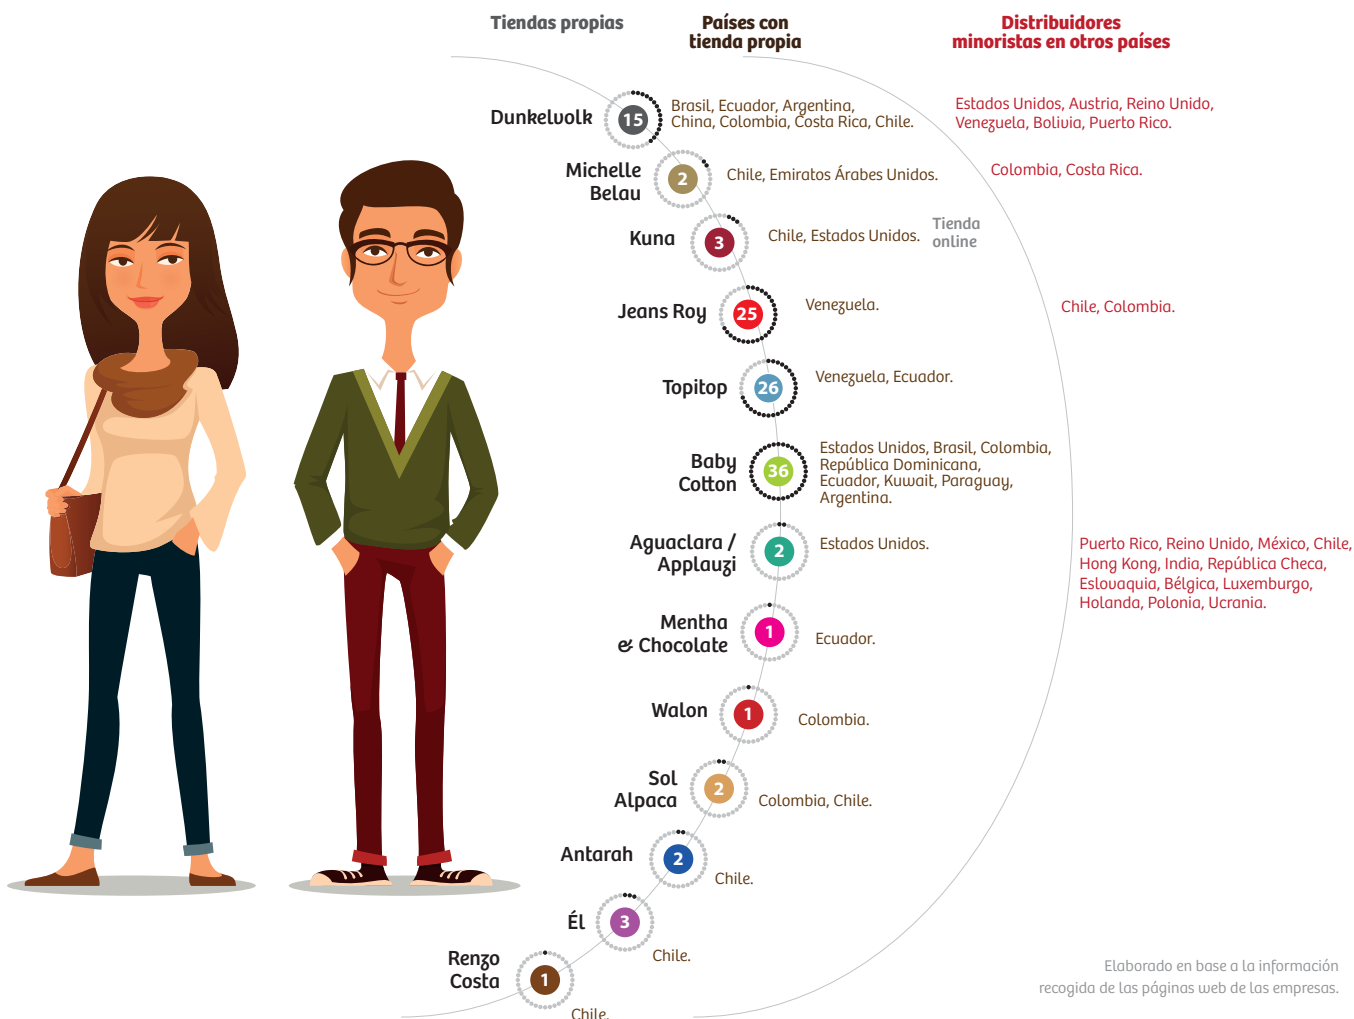 Tiendas propias
Países con
tienda propia
Distribuidores
minoristas en otros países
Dunkelvolk
15
Brasil, Ecuador, Argentina,
China, Colombia, Costa Rica, Chile.
Estados Unidos, Austria, Reino Unido,
Venezuela, Bolivia, Puerto Rico.
Michelle
Belau
2
Chile, Emiratos Árabes Unidos.
Colombia, Costa Rica.
Kuna
3
Chile, Estados Unidos.
Tienda
online
Jeans Roy
25
Venezuela.
Chile, Colombia.
Topitop
26
Venezuela, Ecuador.
Baby
Cotton
36
Estados Unidos, Brasil, Colombia,
República Dominicana,
Ecuador, Kuwait, Paraguay,
Argentina.
Aguaclara /
Applauzi
2
Estados Unidos.
Puerto Rico, Reino Unido, México, Chile,
Hong Kong, India, República Checa,
Eslovaquia, Bélgica, Luxemburgo,
Holanda, Polonia, Ucrania.
Mentha
& Chocolate
1
Ecuador.
Walon
1
Colombia.
Sol
Alpaca
2
Colombia, Chile.
Antarah
2
Chile.
Él
3
Chile.
Renzo
Costa
1
Chile.
Elaborado en base a la información
recogida de las páginas web de las empresas.